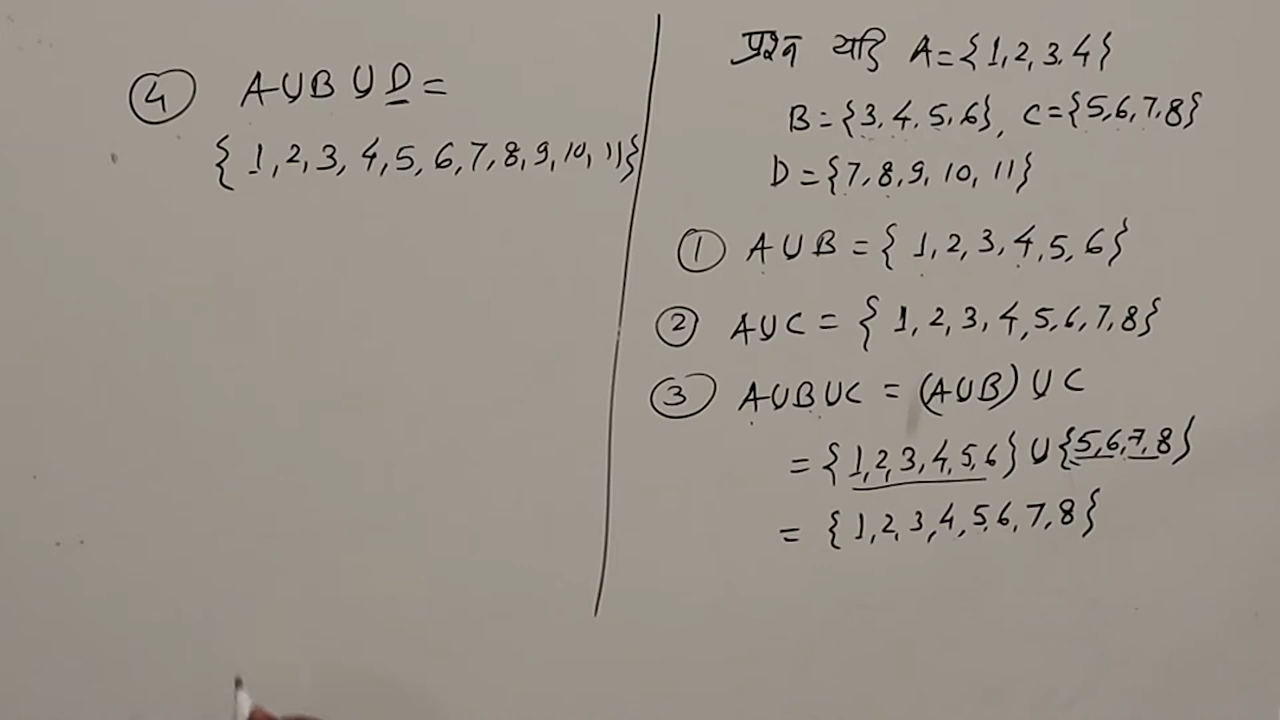 प्रश्न यदि A={1,2,3.4}
B={3,4,5,6}, C={5,6,7,8}
D={7,8,9,10,11}
① A∪B={1,2,3,4,5,6}
② A∪C={1,2,3,4,5,6,7,8}
③ A∪B∪C = (A∪B)∪C
={1,2,3,4,5,6}∪{5,6,7,8}
={1,2,3,4,5,6,7,8}
④ A∪B∪D=
{1,2,3,4,5,6,7,8,9,10,11}